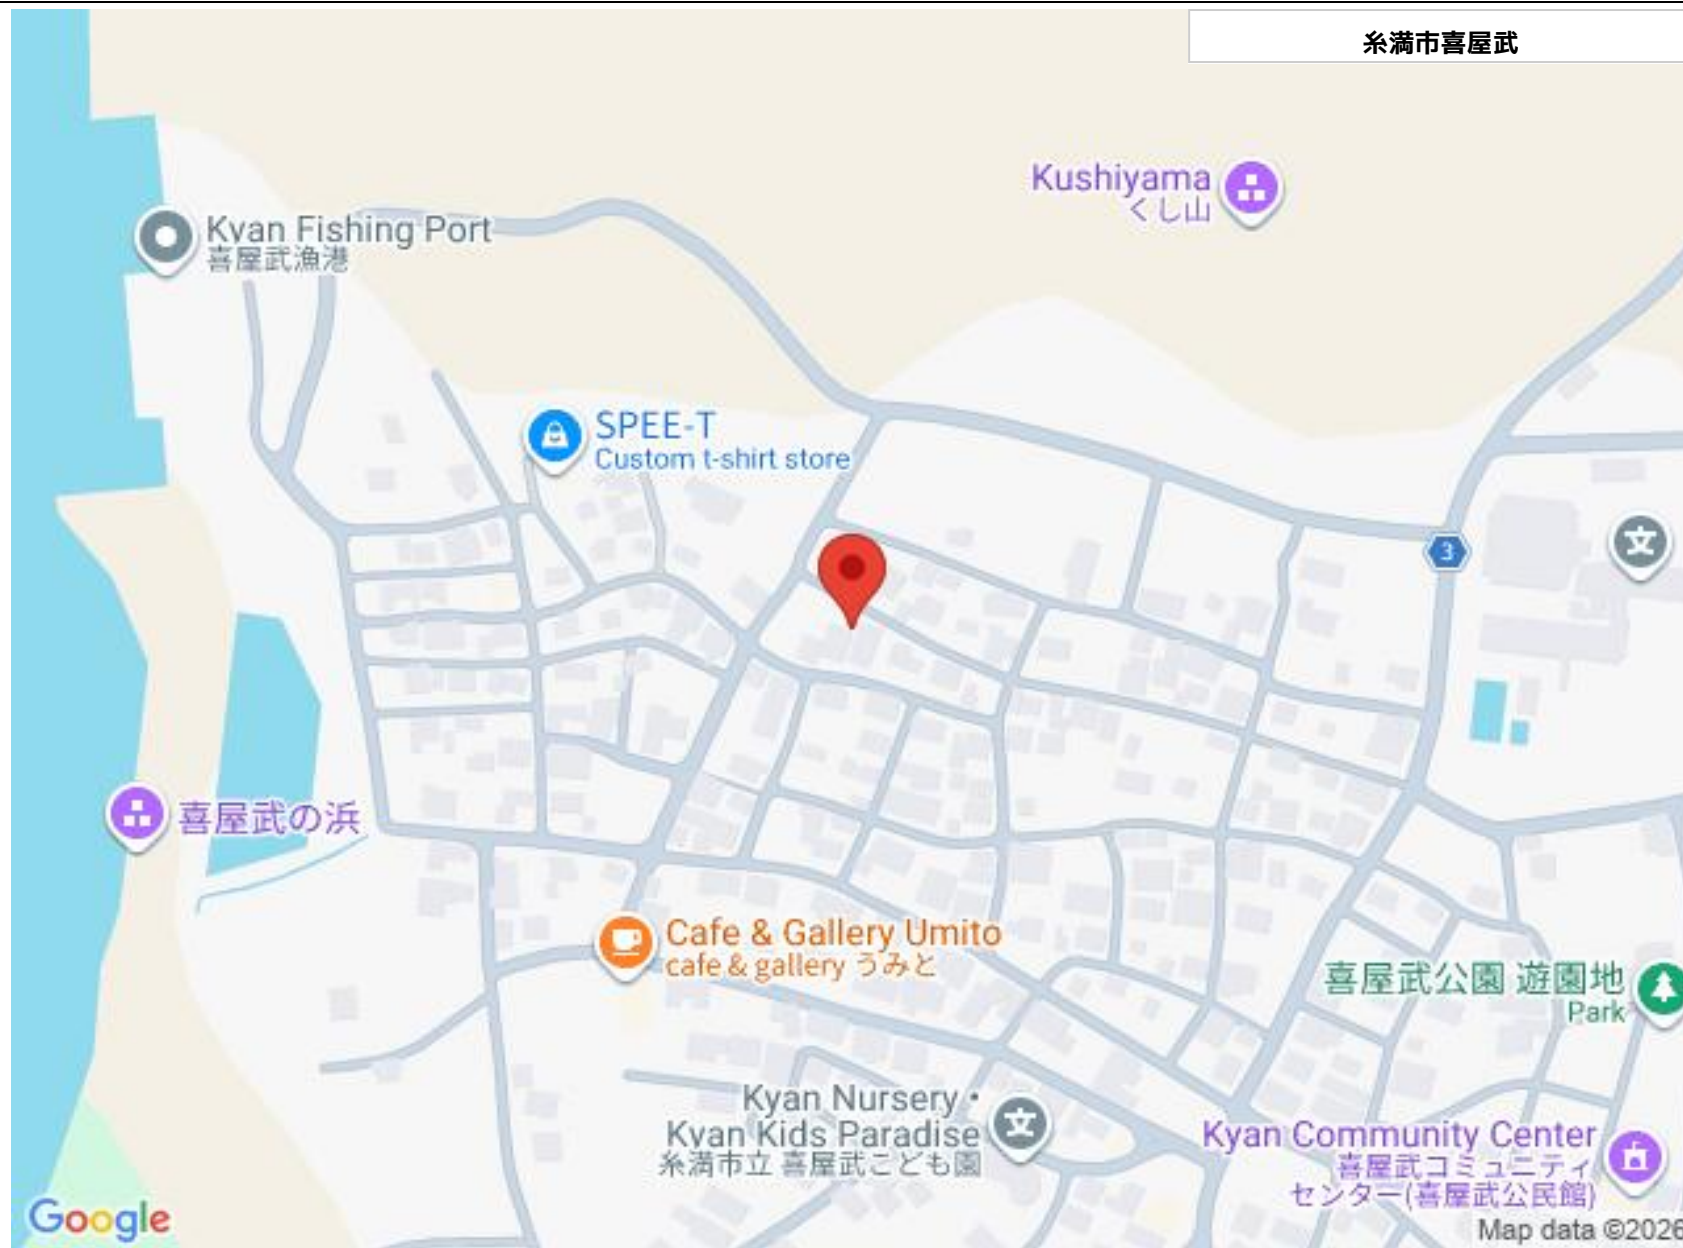 糸満市喜屋武
Kushiyama
くし山
Kyan Fishing Port
喜屋武漁港
SPEE-T
Custom t-shirt store
3
文
喜屋武の浜
Cafe & Gallery Umito
cafe & gallery うみと
喜屋武公園 遊園地
Park
Kyan Nursery •
Kyan Kids Paradise
糸満市立 喜屋武こども園
文
Kyan Community Center
喜屋武コミュニティ
センター(喜屋武公民館)
Google
Map data ©2026